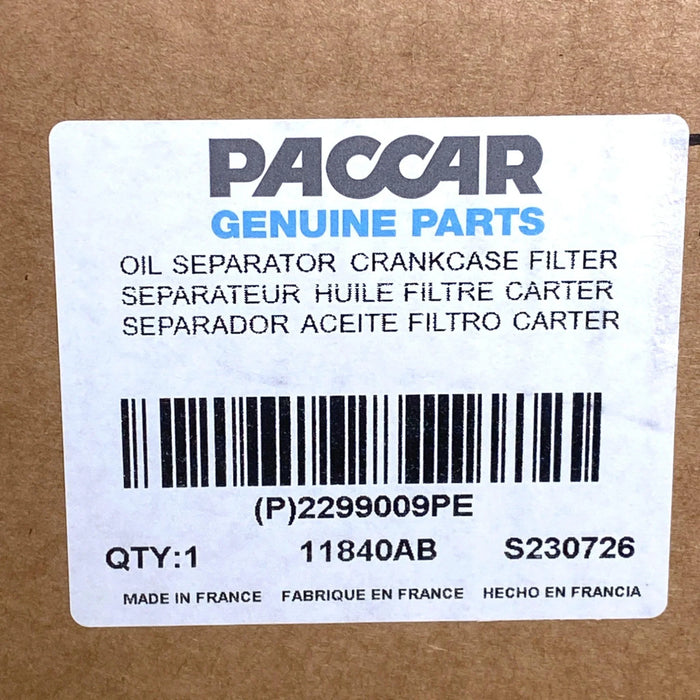 PACCAR
GENUINE PARTS
OIL SEPARATOR CRANKCASE FILTER
SEPARATEUR HUILE FILTRE CARTER
SEPARADOR ACEITE FILTRO CARTER
(P)2299009PE
QTY:1 11840AB S230726
MADE IN FRANCE FABRIQUE EN FRANCE HECHO EN FRANCIA